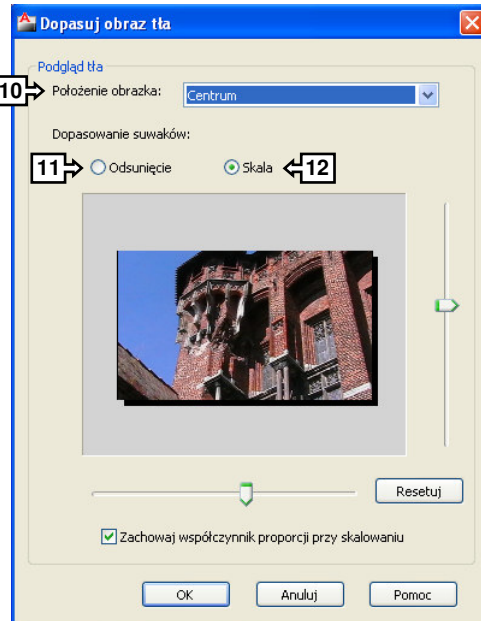 Dopasuj obraz tła
Podgląd tła
10 Położenie obrazka: Centrum
Dopasowanie suwaków:
11 Odsunięcie Skala 12
Resetuj
Zachowaj współczynnik proporcji przy skalowaniu
OK Anuluj Pomoc